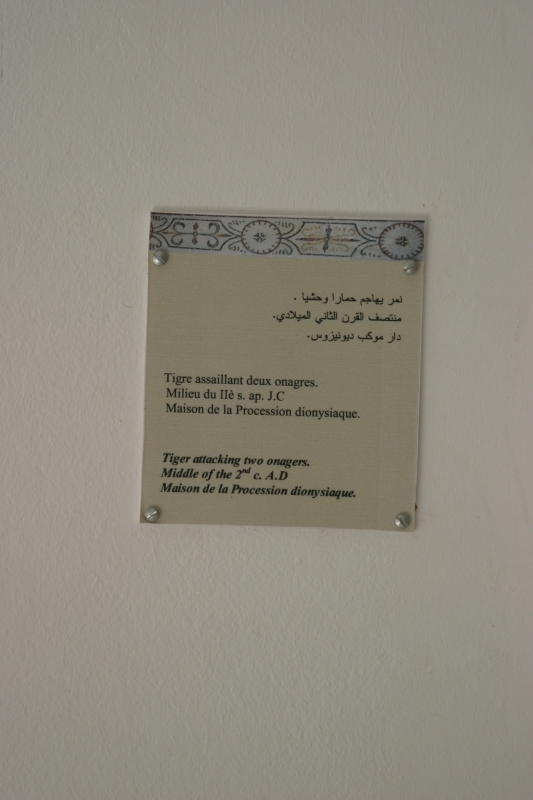 نمر يهاجم حمارا وحشيا .
منتصف القرن الثاني الميلادي.
دار موكب ديونيزوس.
Tigre assaillant deux onagres.
Milieu du IIè s. ap. J.C
Maison de la Procession dionysiaque.
Tiger attacking two onagers.
Middle of the 2nd c. A.D
Maison de la Procession dionysiaque.